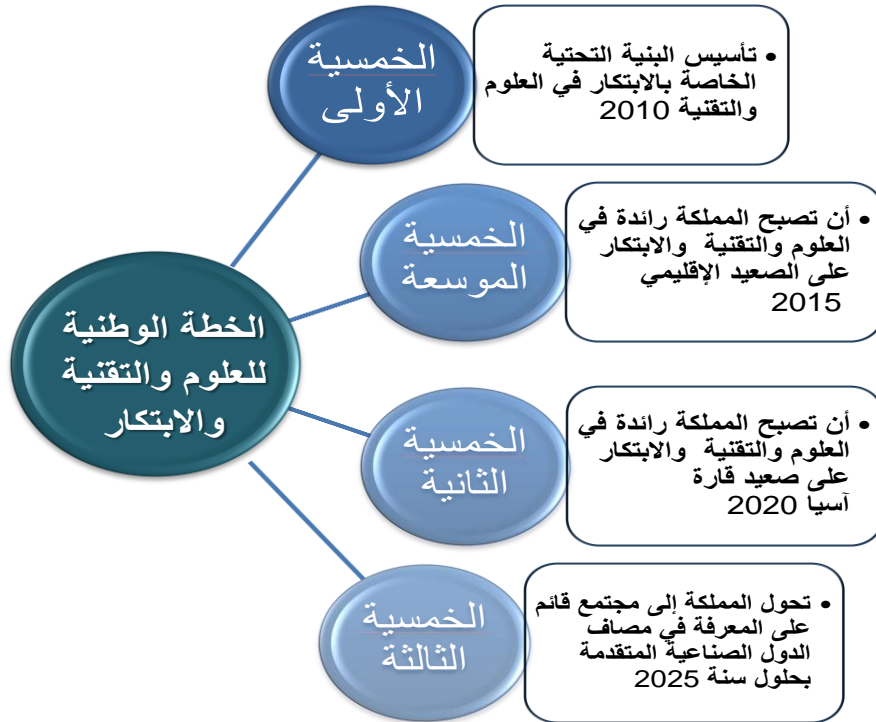 الخمسية
الأولى
• تأسيس البنية التحتية
الخاصة بالابتكار في العلوم
والتقنية 2010
الخمسية
الموسعة
• أن تصبح المملكة رائدة في
العلوم والتقنية والابتكار
على الصعيد الإقليمي
2015
الخطة الوطنية
للعلوم والتقنية
والابتكار
الخمسية
الثانية
• أن تصبح المملكة رائدة في
العلوم والتقنية والابتكار
على صعيد قارة
آسيا 2020
الخمسية
الثالثة
• تحول المملكة إلى مجتمع قائم
على المعرفة في مصاف
الدول الصناعية المتقدمة
بحلول سنة 2025